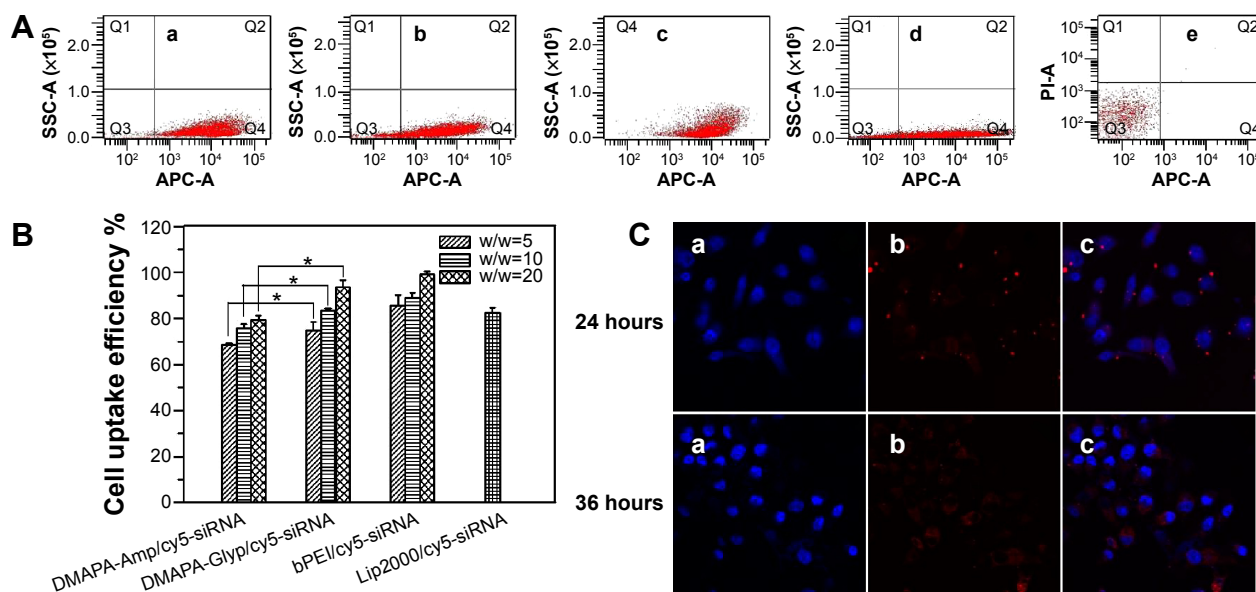 A
Q1 a Q2
SSC-A (×10⁵)
2.0
1.0
0.0
Q3 Q4
10² 10³ 10⁴ 10⁵
APC-A
Q1 b Q2
SSC-A (×10⁵)
2.0
1.0
0.0
Q3 Q4
10² 10³ 10⁴ 10⁵
APC-A
Q4 c
SSC-A (×10⁵)
2.0
1.0
0.0
10² 10³ 10⁴ 10⁵
APC-A
Q1 d Q2
SSC-A (×10⁵)
2.0
1.0
0.0
Q3 Q4
10² 10³ 10⁴ 10⁵
APC-A
Q1 e Q2
PI-A
10⁵
10⁴
10³
10²
Q3 Q4
10² 10³ 10⁴ 10⁵
APC-A
B
Cell uptake efficiency %
120
100
80
60
40
20
0
w/w=5
w/w=10
w/w=20
*
*
*
DMAPA-Amp/cy5-siRNA
DMAPA-Glyp/cy5-siRNA
bPEI/cy5-siRNA
Lip2000/cy5-siRNA
C
24 hours
a b c
36 hours
a b c